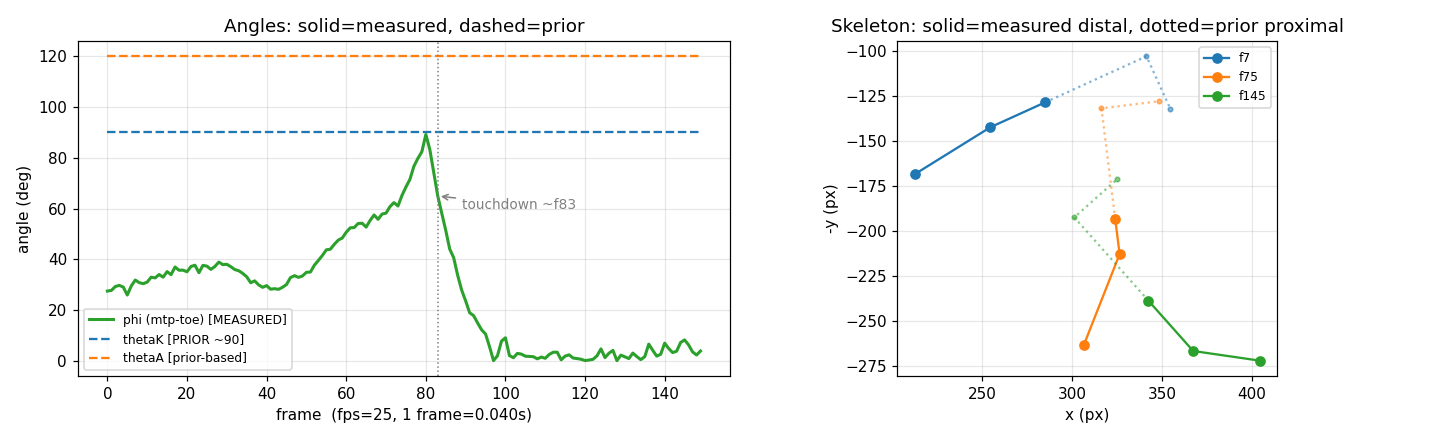 Angles: solid=measured, dashed=prior
120
100
80
60
40
20
0
angle (deg)
touchdown ~f83
phi (mtp-toe) [MEASURED]
thetaK [PRIOR ~90]
thetaA [prior-based]
0 20 40 60 80 100 120 140
frame (fps=25, 1 frame=0.040s)
Skeleton: solid=measured distal, dotted=prior proximal
−100
−125
−150
−175
−200
−225
−250
−275
-y (px)
f7
f75
f145
250 300 350 400
x (px)